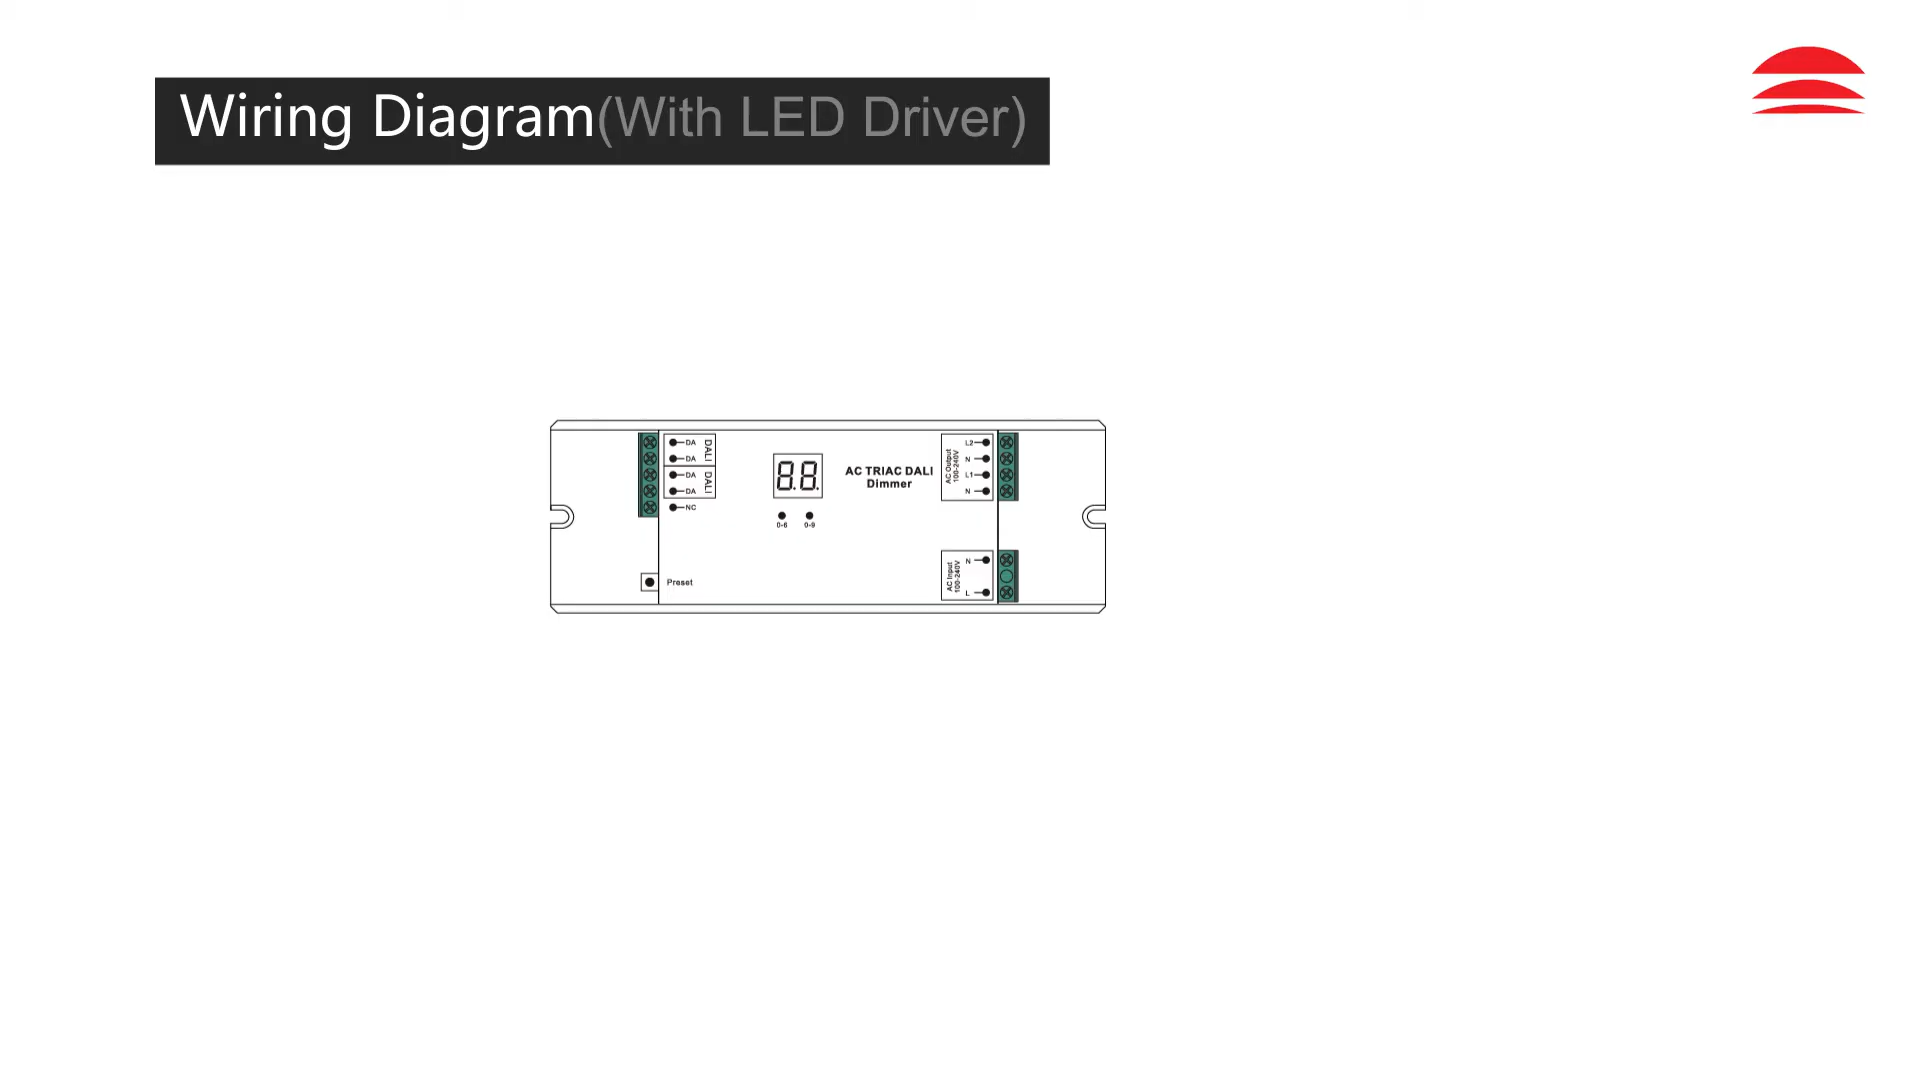 Wiring Diagram(With LED Driver)
DA
DA
DALI
DA
DA
DALI
NC
Preset
88
0-6
0-9
AC TRIAC DALI
Dimmer
AC Output
100-240V
L2
N
L1
N
AC Input
100-240V
N
L